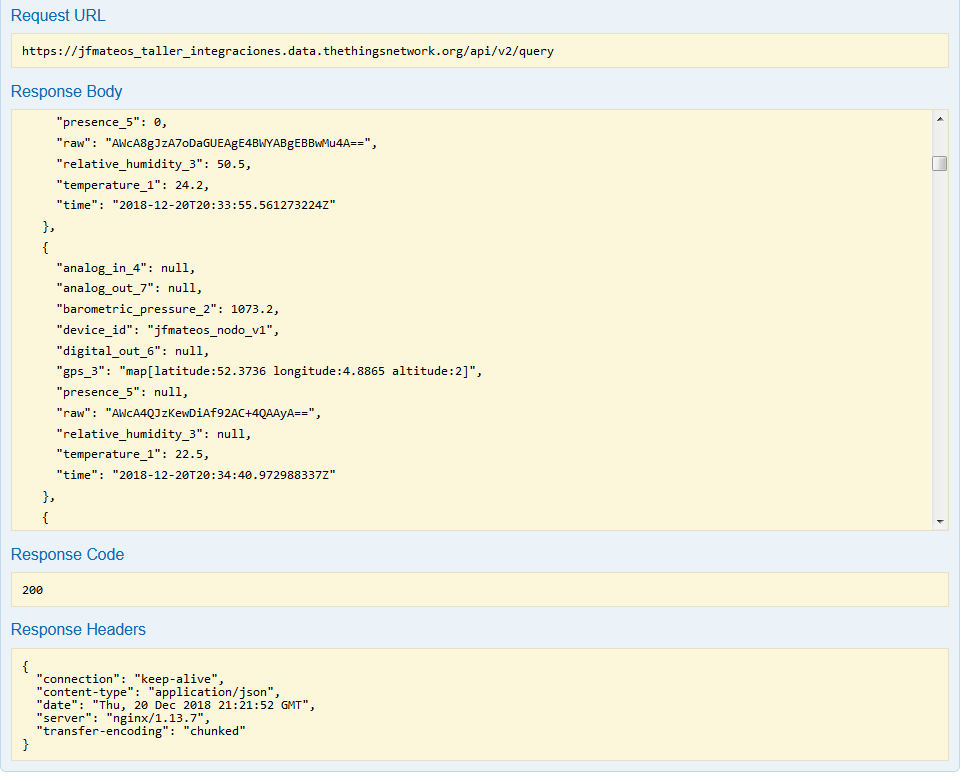 Request URL
https://jfmateos_taller_integraciones.data.thethingsnetwork.org/api/v2/query
Response Body
"presence_5": 0,
"raw": "AWcA8gJzA7oDaGUEAgE4BWYABgEBBwMu4A==",
"relative_humidity_3": 50.5,
"temperature_1": 24.2,
"time": "2018-12-20T20:33:55.561273224Z"
},
{
"analog_in_4": null,
"analog_out_7": null,
"barometric_pressure_2": 1073.2,
"device_id": "jfmateos_nodo_v1",
"digital_out_6": null,
"gps_3": "map[latitude:52.3736 longitude:4.8865 altitude:2]",
"presence_5": null,
"raw": "AWcA4QJzKewDiAf92AC+4QAAyA==",
"relative_humidity_3": null,
"temperature_1": 22.5,
"time": "2018-12-20T20:34:40.972988337Z"
},
{
Response Code
200
Response Headers
{
"connection": "keep-alive",
"content-type": "application/json",
"date": "Thu, 20 Dec 2018 21:21:52 GMT",
"server": "nginx/1.13.7",
"transfer-encoding": "chunked"
}